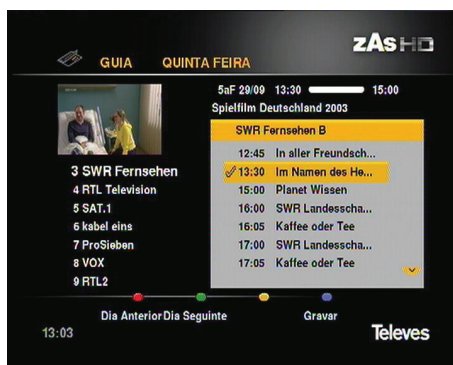 zAs HD
GUIA QUINTA FEIRA
5aF 29/09 13:30 15:00
Spielfilm Deutschland 2003
SWR Fernsehen B
12:45 In aller Freundsch...
13:30 Im Namen des He...
15:00 Planet Wissen
16:00 SWR Landesscha...
16:05 Kaffee oder Tee
17:00 SWR Landesscha...
17:05 Kaffee oder Tee
3 SWR Fernsehen
4 RTL Television
5 SAT.1
6 kabel eins
7 ProSieben
8 VOX
9 RTL2
Dia Anterior Dia Seguinte Gravar
13:03 Televes